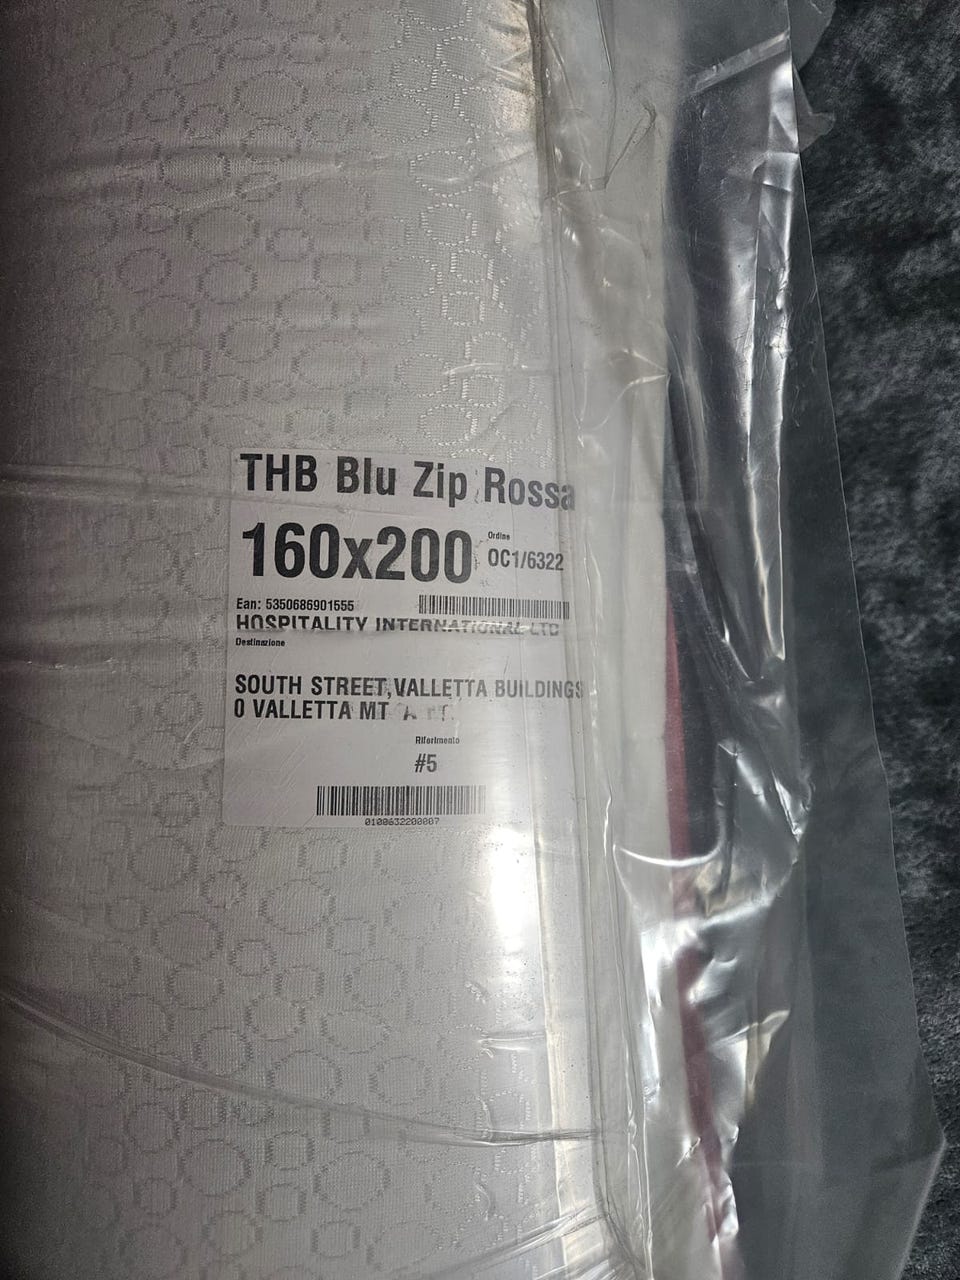 THB Blu Zip Rossa
160x200
Ordine
OC1/6322
Ean: 5350686901555
HOSPITALITY INTERNATIONAL LTD
Destinazione
SOUTH STREET,VALLETTA BUILDINGS
0 VALLETTA MT
Riferimento
#5